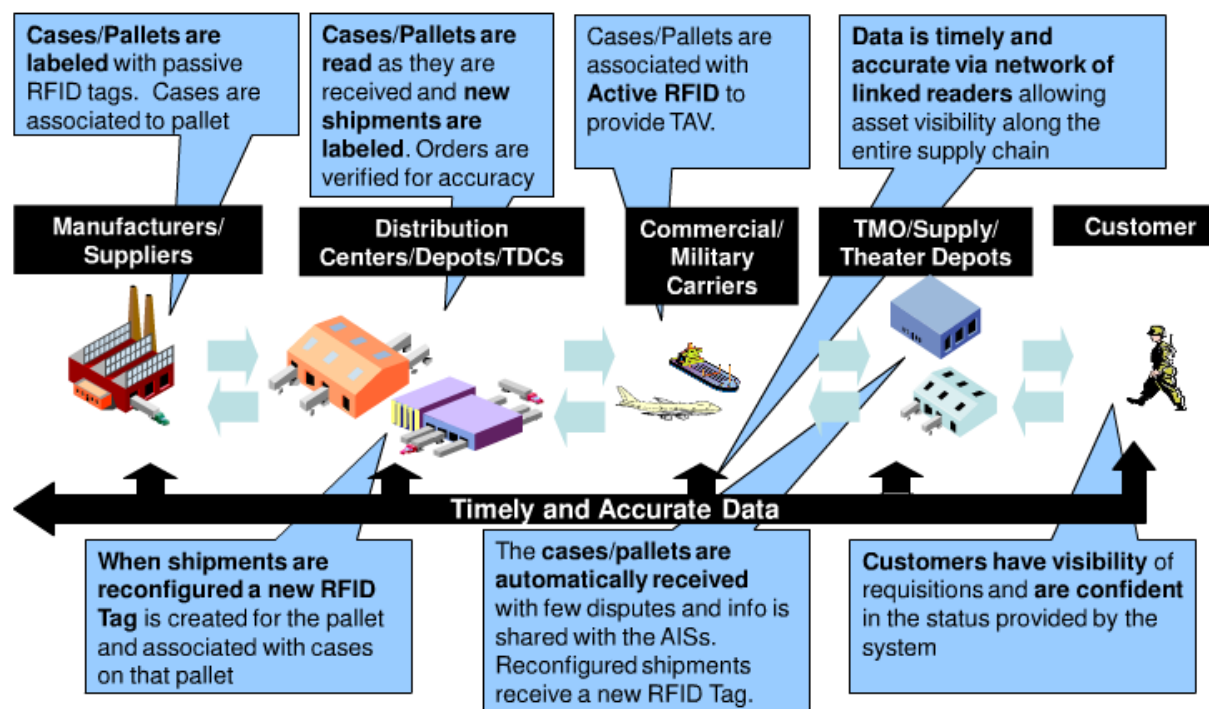 Cases/Pallets are
labeled with passive
RFID tags.  Cases are
associated to pallet
Cases/Pallets are
read as they are
received and new
shipments are
labeled. Orders are
verified for accuracy
Cases/Pallets are
associated with
Active RFID to
provide TAV.
Data is timely and
accurate via network of
linked readers allowing
asset visibility along the
entire supply chain
Manufacturers/
Suppliers
Distribution
Centers/Depots/TDCs
Commercial/
Military
Carriers
TMO/Supply/
Theater Depots
Customer
Timely and Accurate Data
When shipments are
reconfigured a new RFID
Tag is created for the pallet
and associated with cases
on that pallet
The cases/pallets are
automatically received
with few disputes and info is
shared with the AISs.
Reconfigured shipments
receive a new RFID Tag.
Customers have visibility of
requisitions and are confident
in the status provided by the
system